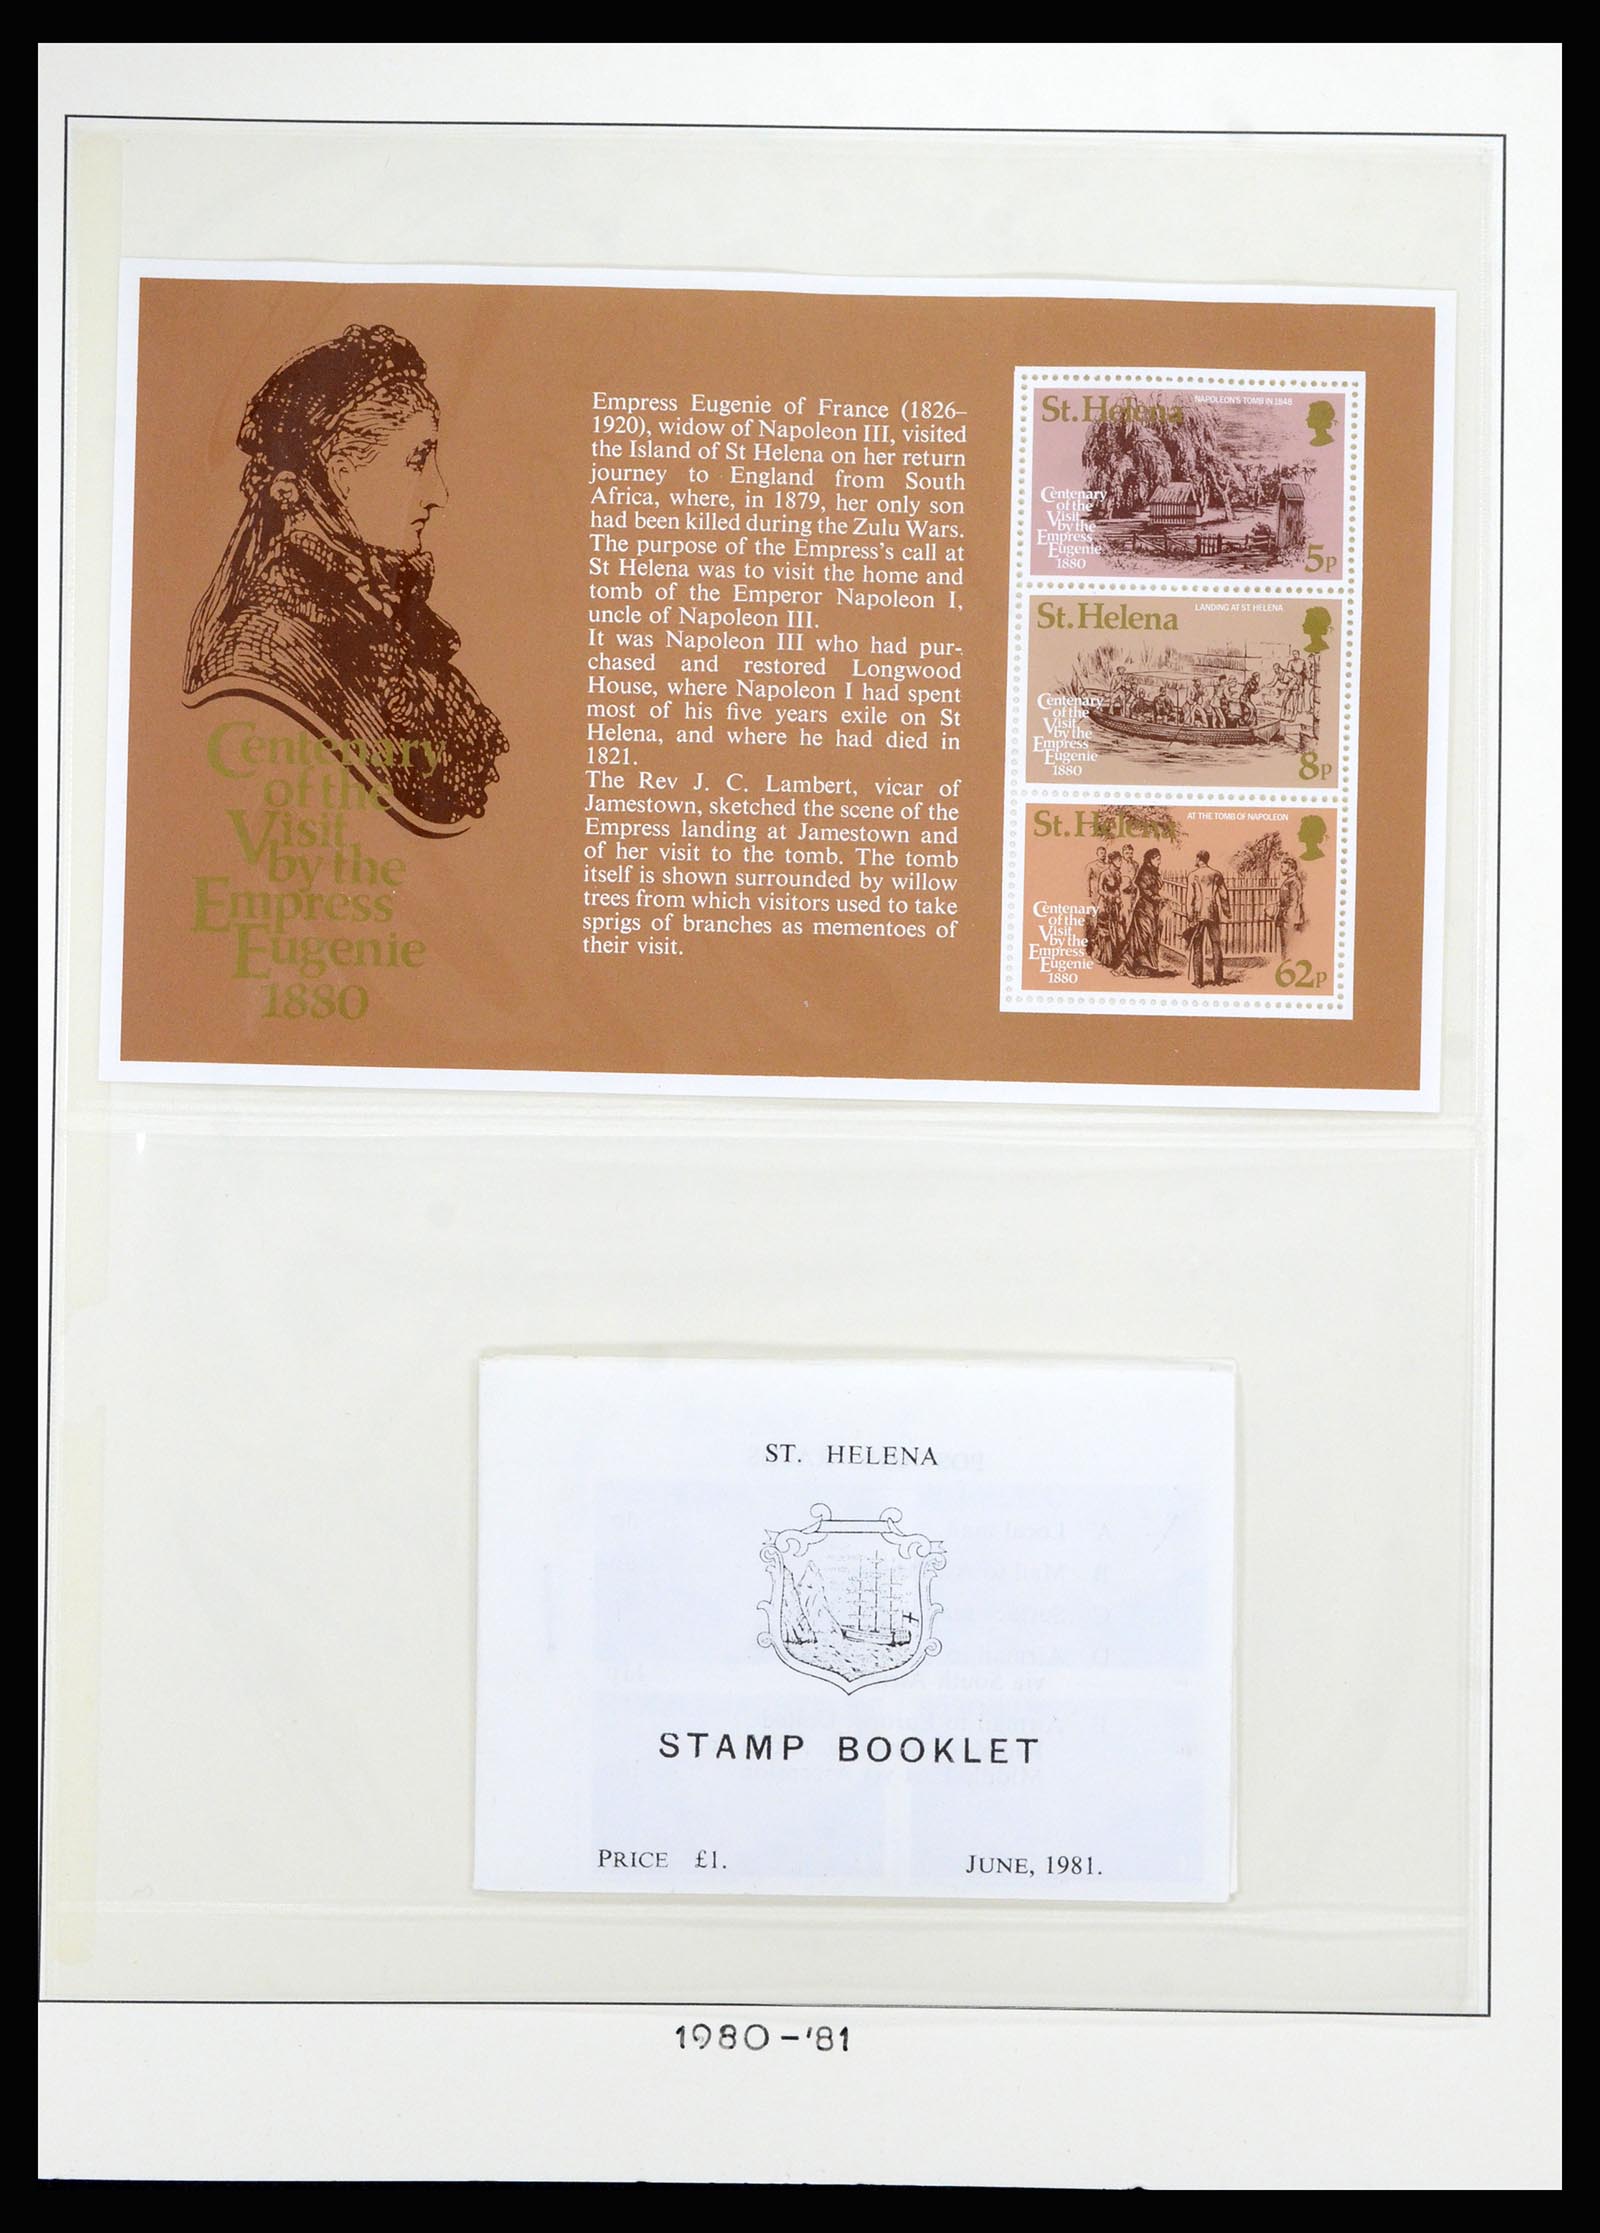 Empress Eugenie of France (1826–
1920), widow of Napoleon III, visited
the Island of St Helena on her return
journey to England from South
Africa, where, in 1879, her only son
had been killed during the Zulu Wars.
The purpose of the Empress's call at
St Helena was to visit the home and
tomb of the Emperor Napoleon I,
uncle of Napoleon III.
It was Napoleon III who had pur-
chased and restored Longwood
House, where Napoleon I had spent
most of his five years exile on St
Helena, and where he had died in
1821.
The Rev J. C. Lambert, vicar of
Jamestown, sketched the scene of the
Empress landing at Jamestown and
of her visit to the tomb. The tomb
itself is shown surrounded by willow
trees from which visitors used to take
sprigs of branches as mementoes of
their visit.
Centenary
of the
Visit
by the
Empress
Eugenie
1880
NAPOLEON'S TOMB IN 1848
St. Helena
Centenary
of the
Visit
by the
Empress
Eugenie
1880
5p
LANDING AT ST. HELENA
St. Helena
Centenary
of the
Visit
by the
Empress
Eugenie
1880
8p
AT THE TOMB OF NAPOLEON
St. Helena
Centenary
of the
Visit
by the
Empress
Eugenie
1880
62p
ST. HELENA
STAMP BOOKLET
PRICE £1.
JUNE, 1981.
1980-'81